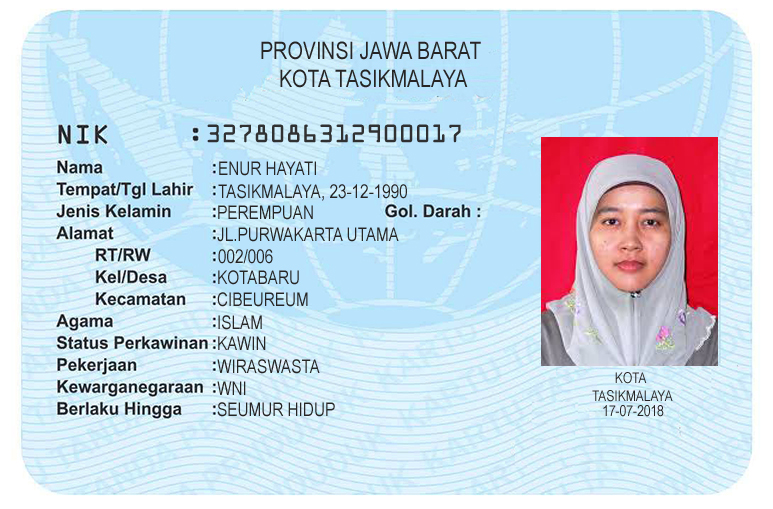 PROVINSI JAWA BARAT
KOTA TASIKMALAYA
NIK : 3278086312900017
Nama : ENUR HAYATI
Tempat/Tgl Lahir : TASIKMALAYA, 23-12-1990
Jenis Kelamin : PEREMPUAN Gol. Darah :
Alamat : JL.PURWAKARTA UTAMA
RT/RW : 002/006
Kel/Desa : KOTABARU
Kecamatan : CIBEUREUM
Agama : ISLAM
Status Perkawinan : KAWIN
Pekerjaan : WIRASWASTA
Kewarganegaraan : WNI
Berlaku Hingga : SEUMUR HIDUP
KOTA
TASIKMALAYA
17-07-2018